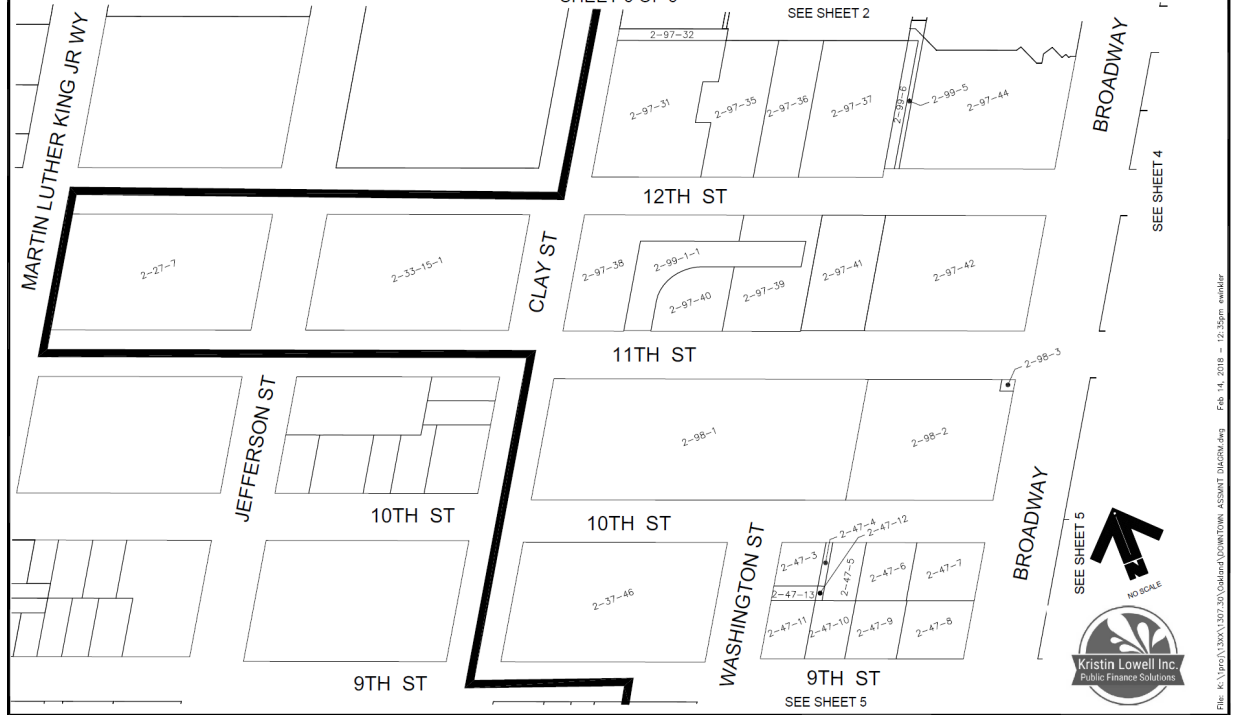 SEE SHEET 2
2-97-32
MARTIN LUTHER KING JR WY
BROADWAY
2-97-31
2-97-35
2-97-36
2-97-37
2-99-6
2-99-5
2-97-44
SEE SHEET 4
12TH ST
2-27-7
2-33-15-1
CLAY ST
2-97-38
2-99-1-1
2-97-40
2-97-39
2-97-41
2-97-42
11TH ST
2-98-3
JEFFERSON ST
2-98-1
2-98-2
BROADWAY
10TH ST
10TH ST
WASHINGTON ST
2-47-4
2-47-12
2-47-3
2-47-5
2-47-6
2-47-7
2-37-46
2-47-13
2-47-11
2-47-10
2-47-9
2-47-8
SEE SHEET 5
N
NO SCALE
9TH ST
9TH ST
SEE SHEET 5
Kristin Lowell Inc.
Public Finance Solutions
File: K:\1proj\13XX\1307.30\Oakland\DOWNTOWN ASSMNT DIAGRM.dwg Feb 14, 2018 - 12:35pm ewinkler